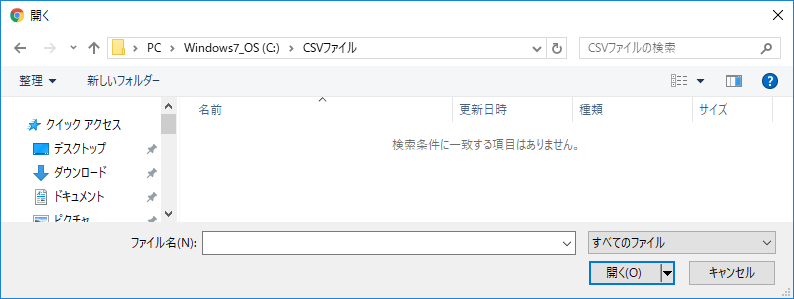 開く
PC > Windows7_OS (C:) > CSVファイル
CSVファイルの検索
整理 新しいフォルダー
名前 更新日時 種類 サイズ
検索条件に一致する項目はありません。
クイック アクセス
デスクトップ
ダウンロード
ドキュメント
ピクチャ
ファイル名(N):
すべてのファイル
開く(O)
キャンセル